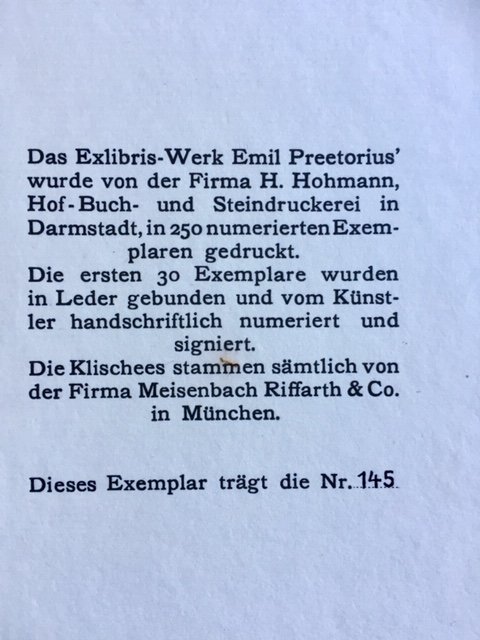 Das Exlibris-Werk Emil Preetorius'
wurde von der Firma H. Hohmann,
Hof-Buch- und Steindruckerei in
Darmstadt, in 250 numerierten Exem-
plaren gedruckt.
Die ersten 30 Exemplare wurden
in Leder gebunden und vom Künst-
ler handschriftlich numeriert und
signiert.
Die Klischees stammen sämtlich von
der Firma Meisenbach Riffarth & Co.
in München.
Dieses Exemplar trägt die Nr. 145